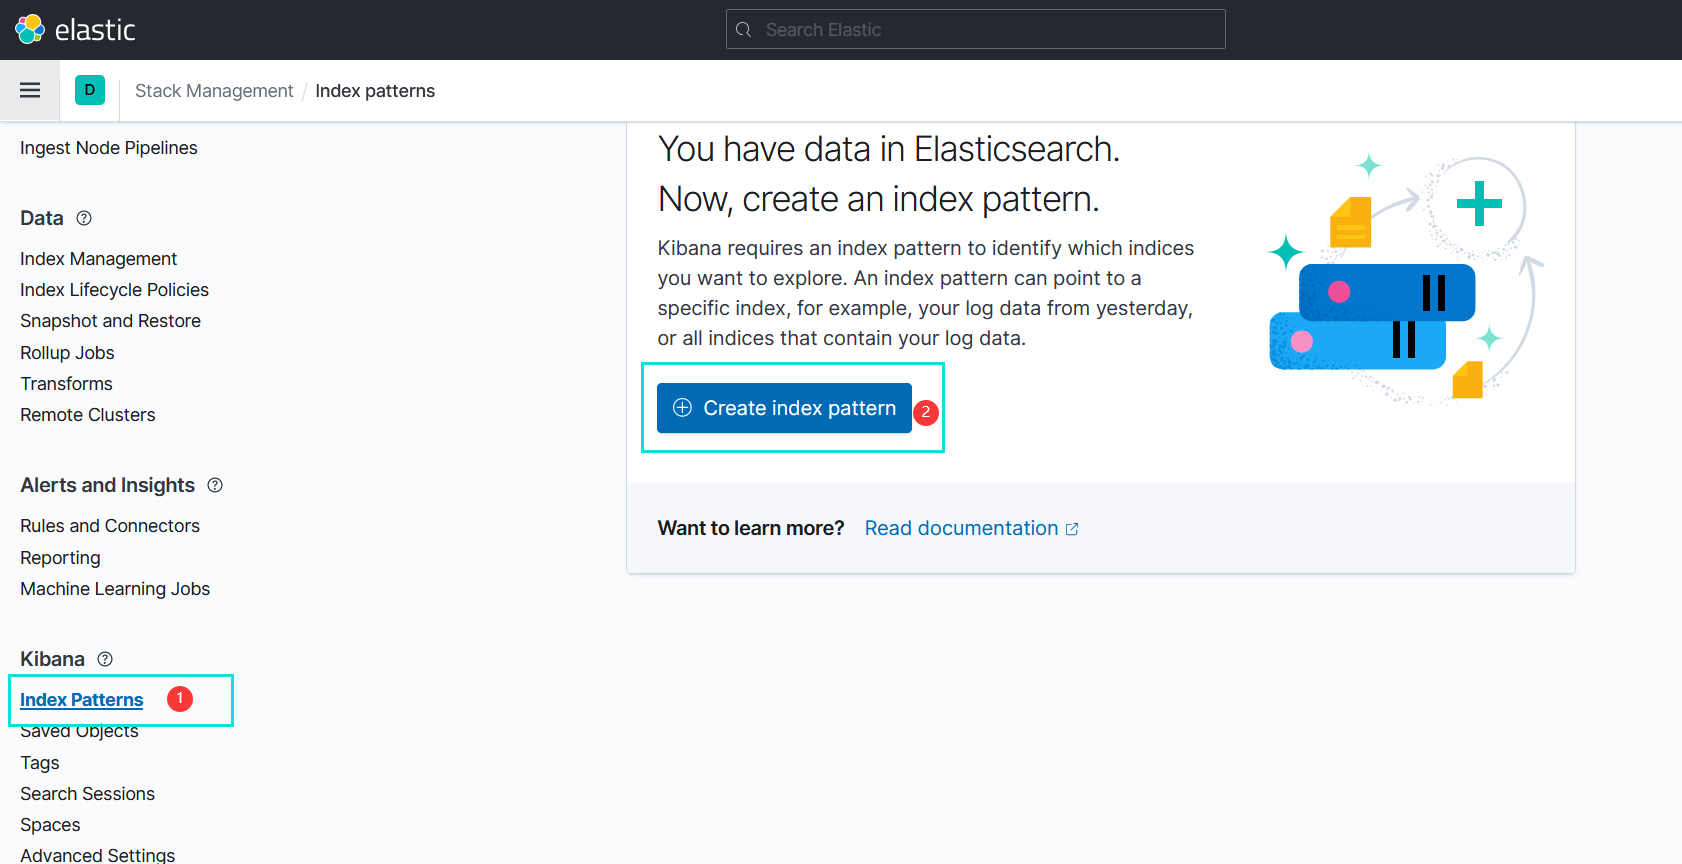 elastic
Search Elastic
D
Stack Management / Index patterns
Ingest Node Pipelines
Data
Index Management
Index Lifecycle Policies
Snapshot and Restore
Rollup Jobs
Transforms
Remote Clusters
Alerts and Insights
Rules and Connectors
Reporting
Machine Learning Jobs
Kibana
Index Patterns 1
Saved Objects
Tags
Search Sessions
Spaces
Advanced Settings
You have data in Elasticsearch.
Now, create an index pattern.
Kibana requires an index pattern to identify which indices
you want to explore. An index pattern can point to a
specific index, for example, your log data from yesterday,
or all indices that contain your log data.
Create index pattern 2
Want to learn more? Read documentation